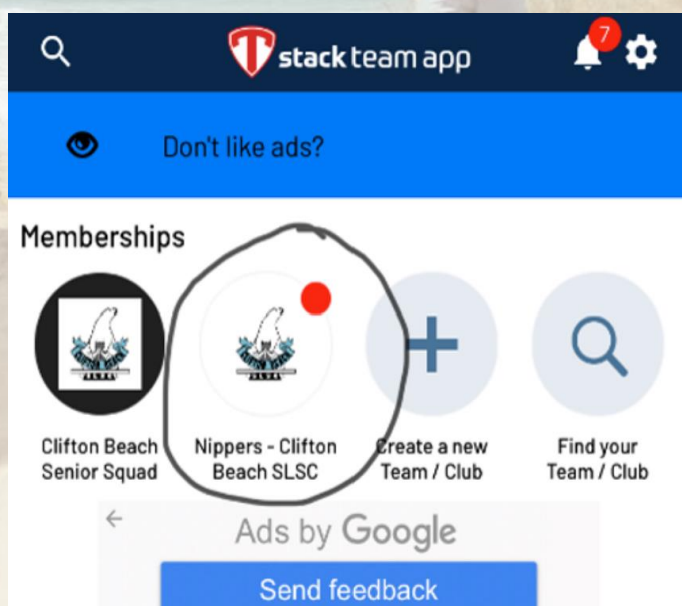 stack team app
7
Don't like ads?
Memberships
Clifton Beach
Senior Squad
Nippers - Clifton
Beach SLSC
Create a new
Team / Club
Find your
Team / Club
Ads by Google
Send feedback